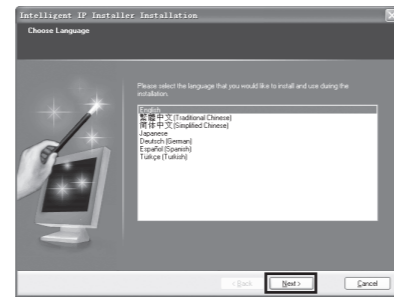 Intelligent IP Installer Installation
Choose Language
Please select the language that you would like to install and use during the
installation.
English
繁體中文(Traditional Chinese)
简体中文(Simplified Chinese)
Japanese
Deutsch (German)
Español (Spanish)
Türkçe (Turkish)
< Back
Next >
Cancel